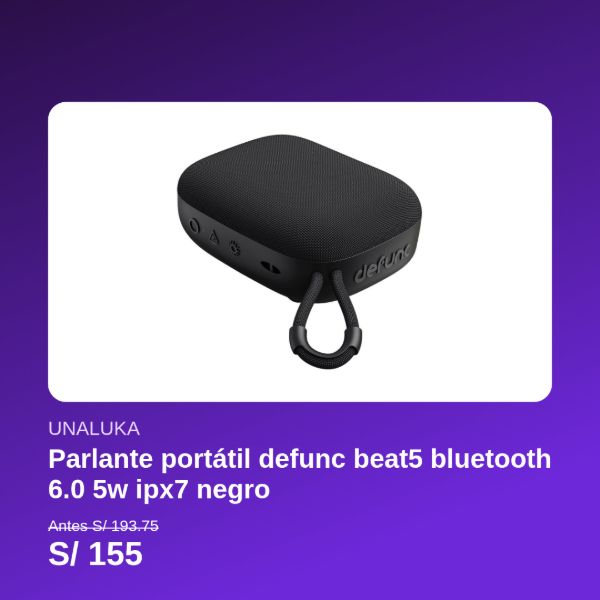 defunc
UNALUKA
Parlante portátil defunc beat5 bluetooth
6.0 5w ipx7 negro
Antes S/ 193.75
S/ 155